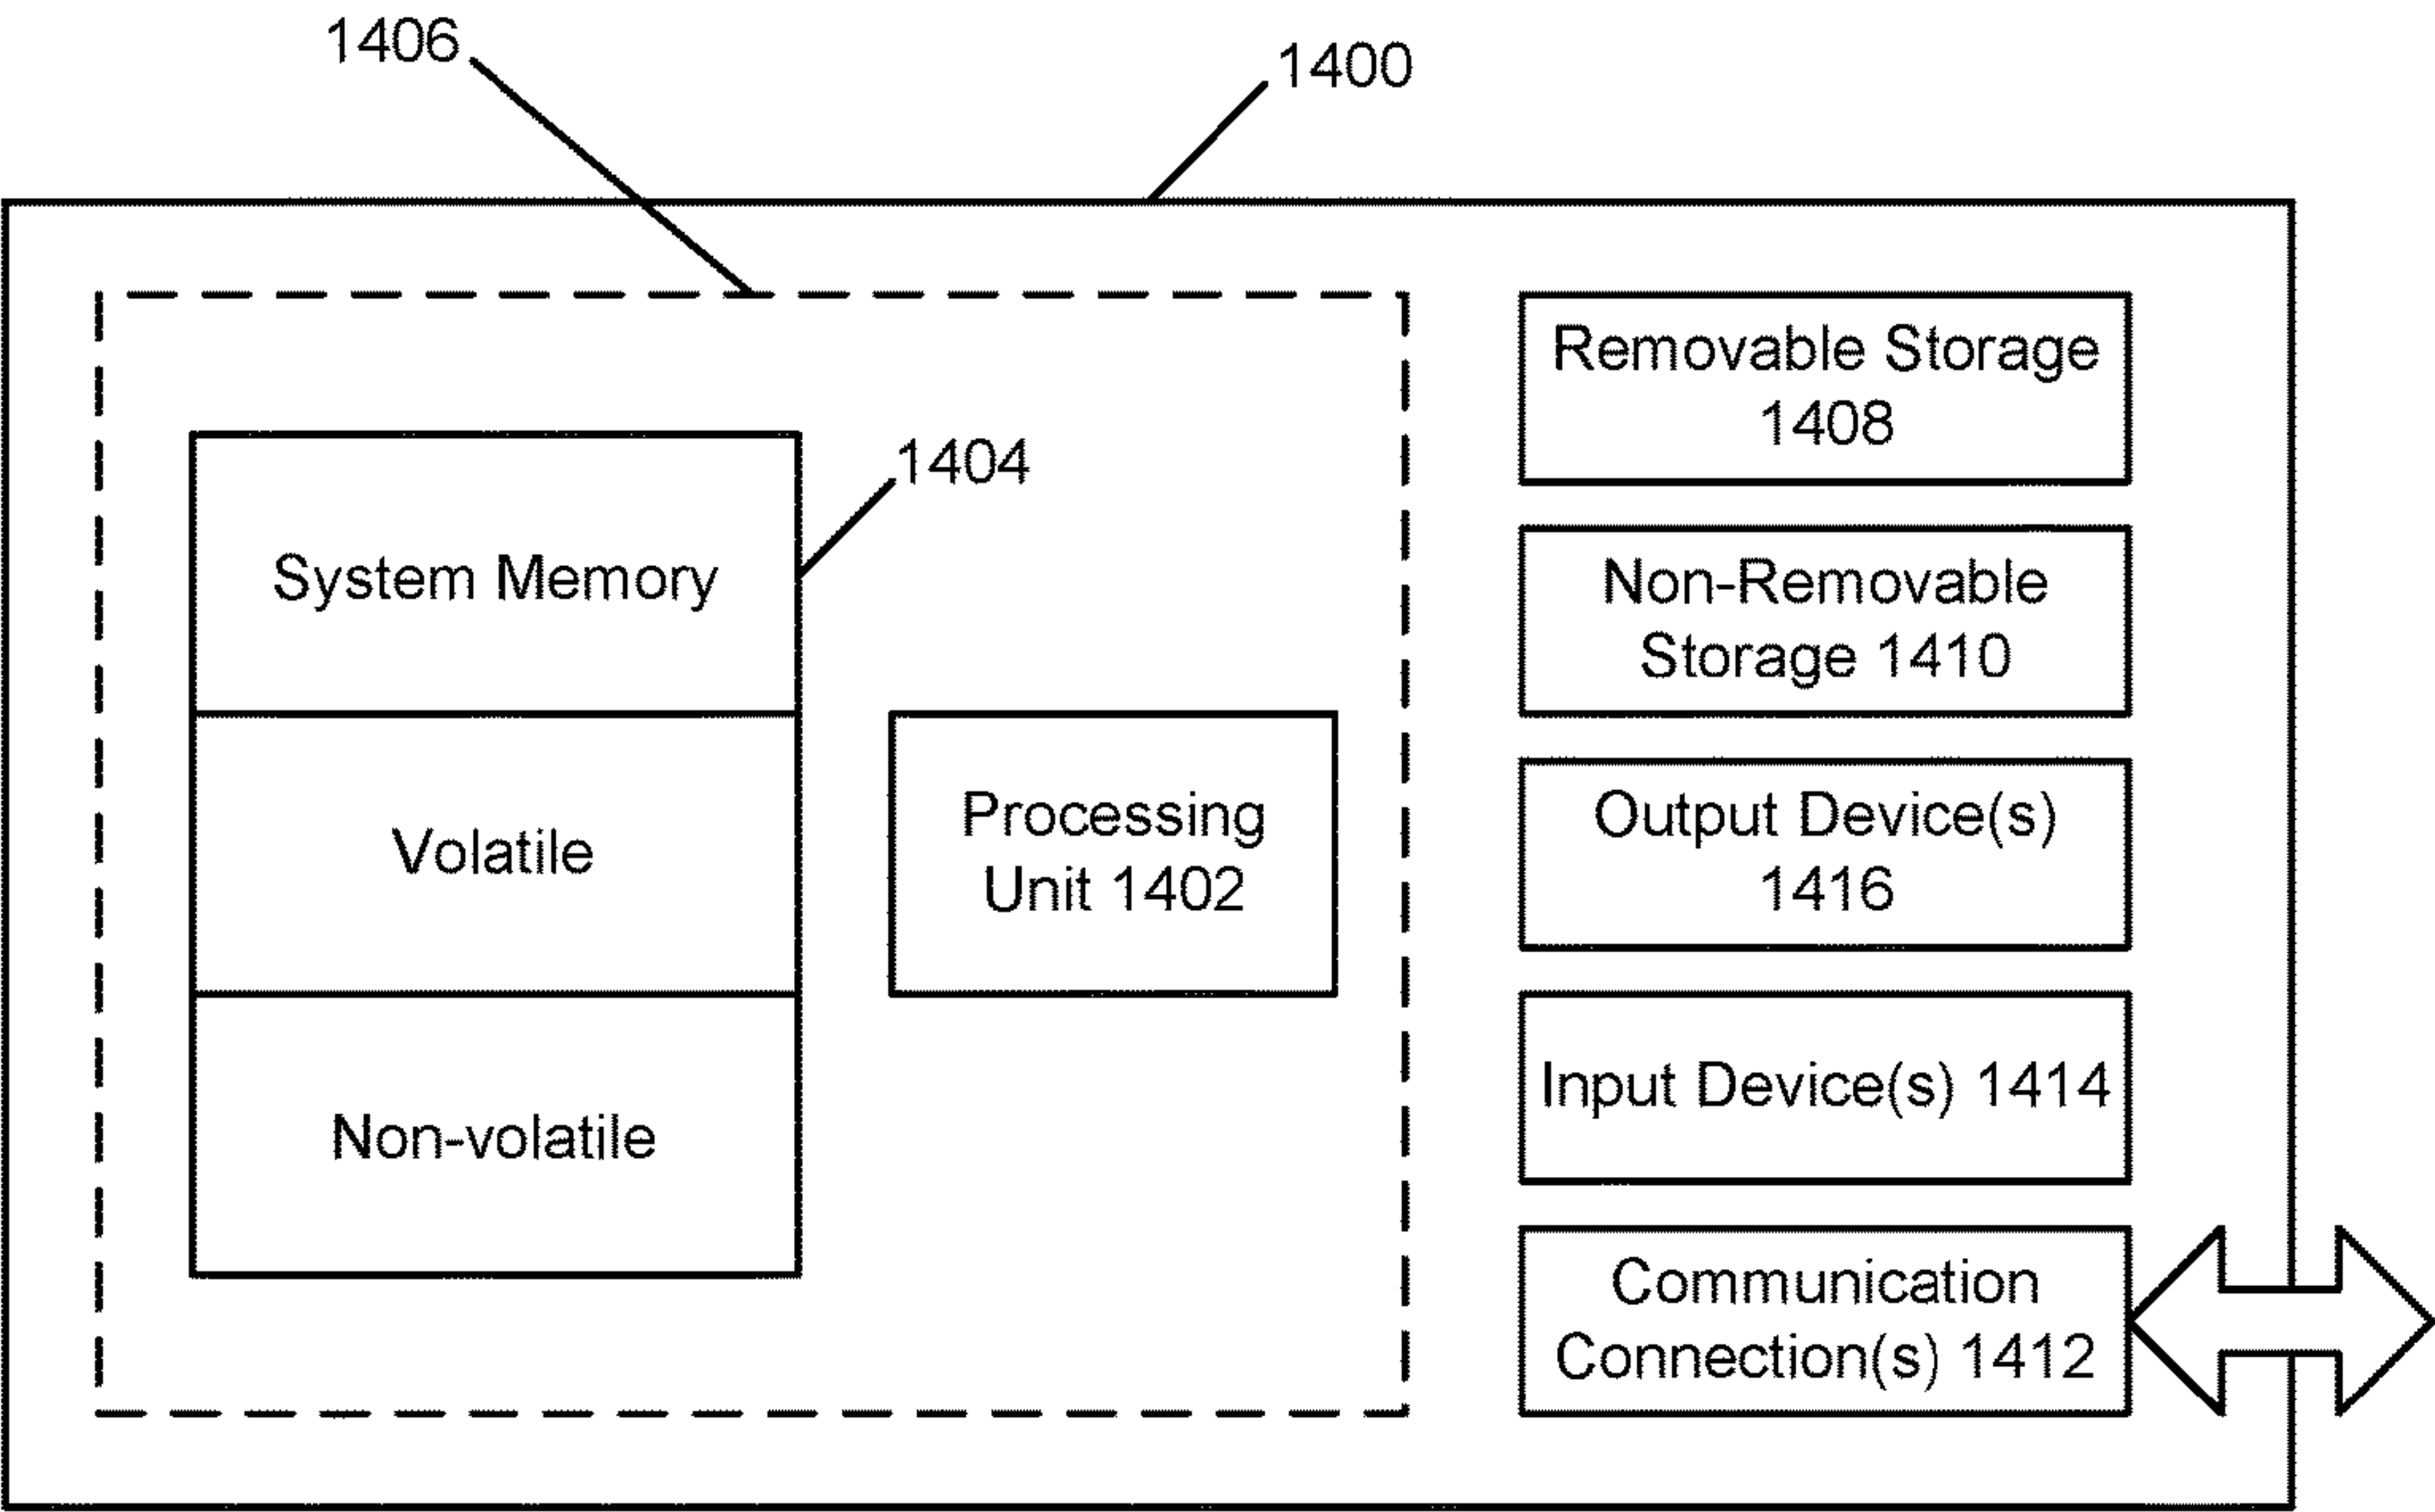 1406
1400
1404
System Memory
Volatile
Non-volatile
Processing
Unit 1402
Removable Storage
1408
Non-Removable
Storage 1410
Output Device(s)
1416
Input Device(s) 1414
Communication
Connection(s) 1412